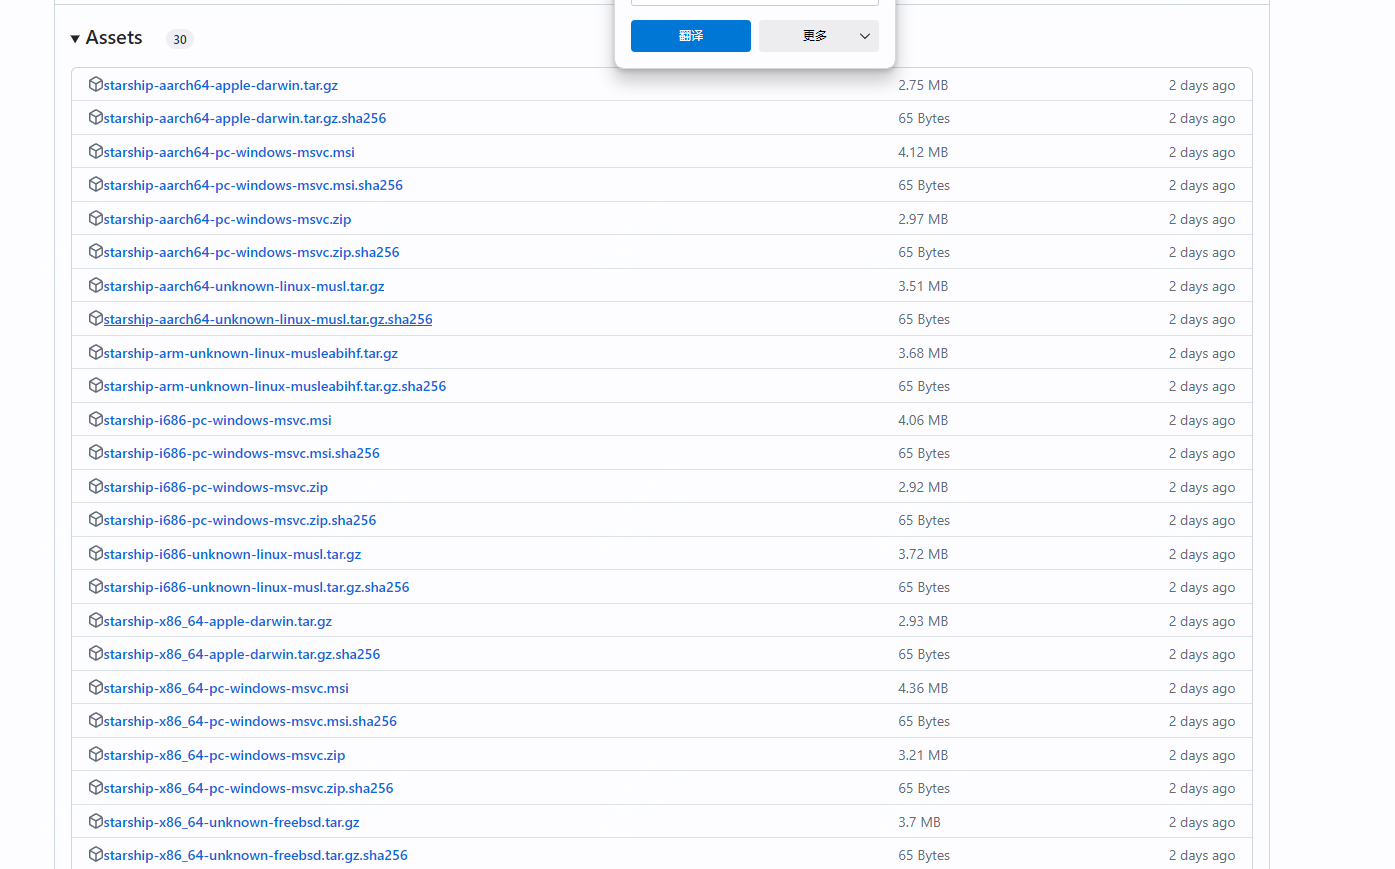 翻译
更多
Assets 30
starship-aarch64-apple-darwin.tar.gz 2.75 MB 2 days ago
starship-aarch64-apple-darwin.tar.gz.sha256 65 Bytes 2 days ago
starship-aarch64-pc-windows-msvc.msi 4.12 MB 2 days ago
starship-aarch64-pc-windows-msvc.msi.sha256 65 Bytes 2 days ago
starship-aarch64-pc-windows-msvc.zip 2.97 MB 2 days ago
starship-aarch64-pc-windows-msvc.zip.sha256 65 Bytes 2 days ago
starship-aarch64-unknown-linux-musl.tar.gz 3.51 MB 2 days ago
starship-aarch64-unknown-linux-musl.tar.gz.sha256 65 Bytes 2 days ago
starship-arm-unknown-linux-musleabihf.tar.gz 3.68 MB 2 days ago
starship-arm-unknown-linux-musleabihf.tar.gz.sha256 65 Bytes 2 days ago
starship-i686-pc-windows-msvc.msi 4.06 MB 2 days ago
starship-i686-pc-windows-msvc.msi.sha256 65 Bytes 2 days ago
starship-i686-pc-windows-msvc.zip 2.92 MB 2 days ago
starship-i686-pc-windows-msvc.zip.sha256 65 Bytes 2 days ago
starship-i686-unknown-linux-musl.tar.gz 3.72 MB 2 days ago
starship-i686-unknown-linux-musl.tar.gz.sha256 65 Bytes 2 days ago
starship-x86_64-apple-darwin.tar.gz 2.93 MB 2 days ago
starship-x86_64-apple-darwin.tar.gz.sha256 65 Bytes 2 days ago
starship-x86_64-pc-windows-msvc.msi 4.36 MB 2 days ago
starship-x86_64-pc-windows-msvc.msi.sha256 65 Bytes 2 days ago
starship-x86_64-pc-windows-msvc.zip 3.21 MB 2 days ago
starship-x86_64-pc-windows-msvc.zip.sha256 65 Bytes 2 days ago
starship-x86_64-unknown-freebsd.tar.gz 3.7 MB 2 days ago
starship-x86_64-unknown-freebsd.tar.gz.sha256 65 Bytes 2 days ago